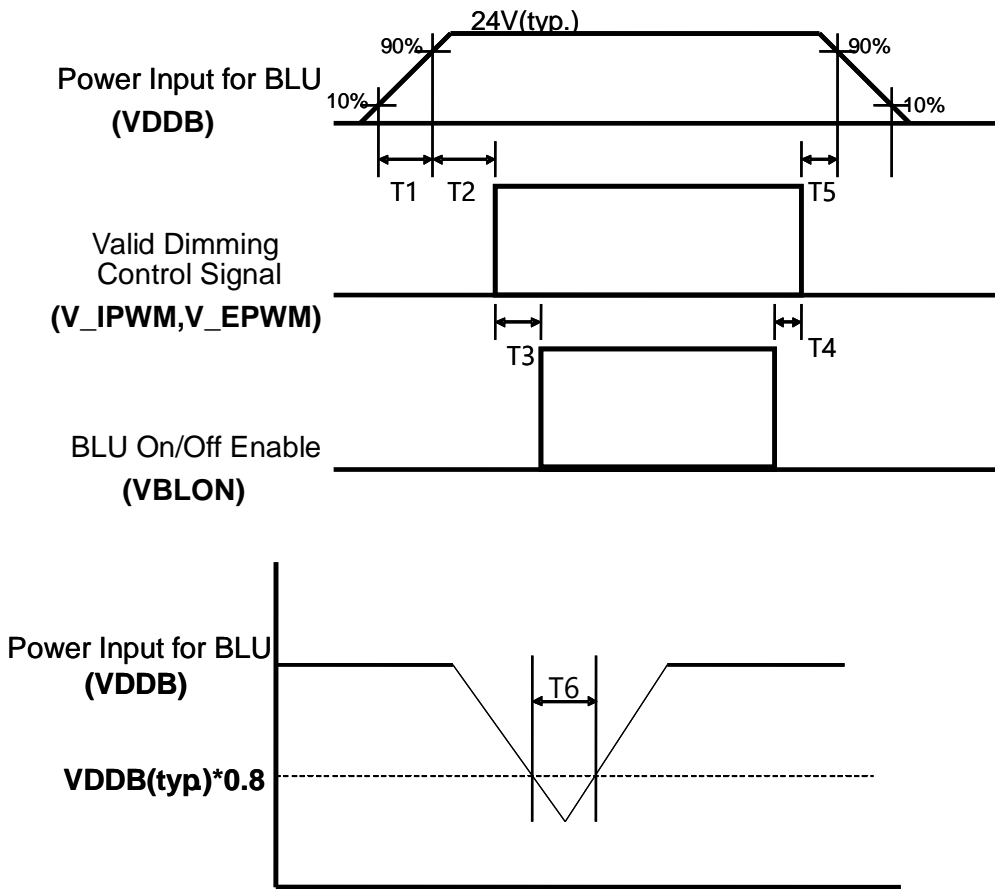 24V(typ.)
90%
90%
Power Input for BLU
10%
10%
(VDDB)
T1
T2
T5
Valid Dimming
Control Signal
(V_IPWM,V_EPWM)
T3
T4
BLU On/Off Enable
(VBLON)
Power Input for BLU
(VDDB)
T6
VDDB(typ.)*0.8